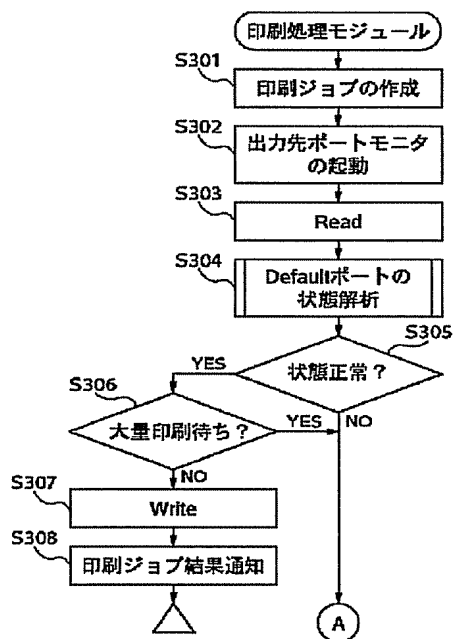 印刷処理モジュール
S301
印刷ジョブの作成
S302
出力先ポートモニタ
の起動
S303
Read
S304
Defaultポートの
状態解析
S305
状態正常？
YES
NO
S306
大量印刷待ち？
YES
NO
S307
Write
S308
印刷ジョブ結果通知
A